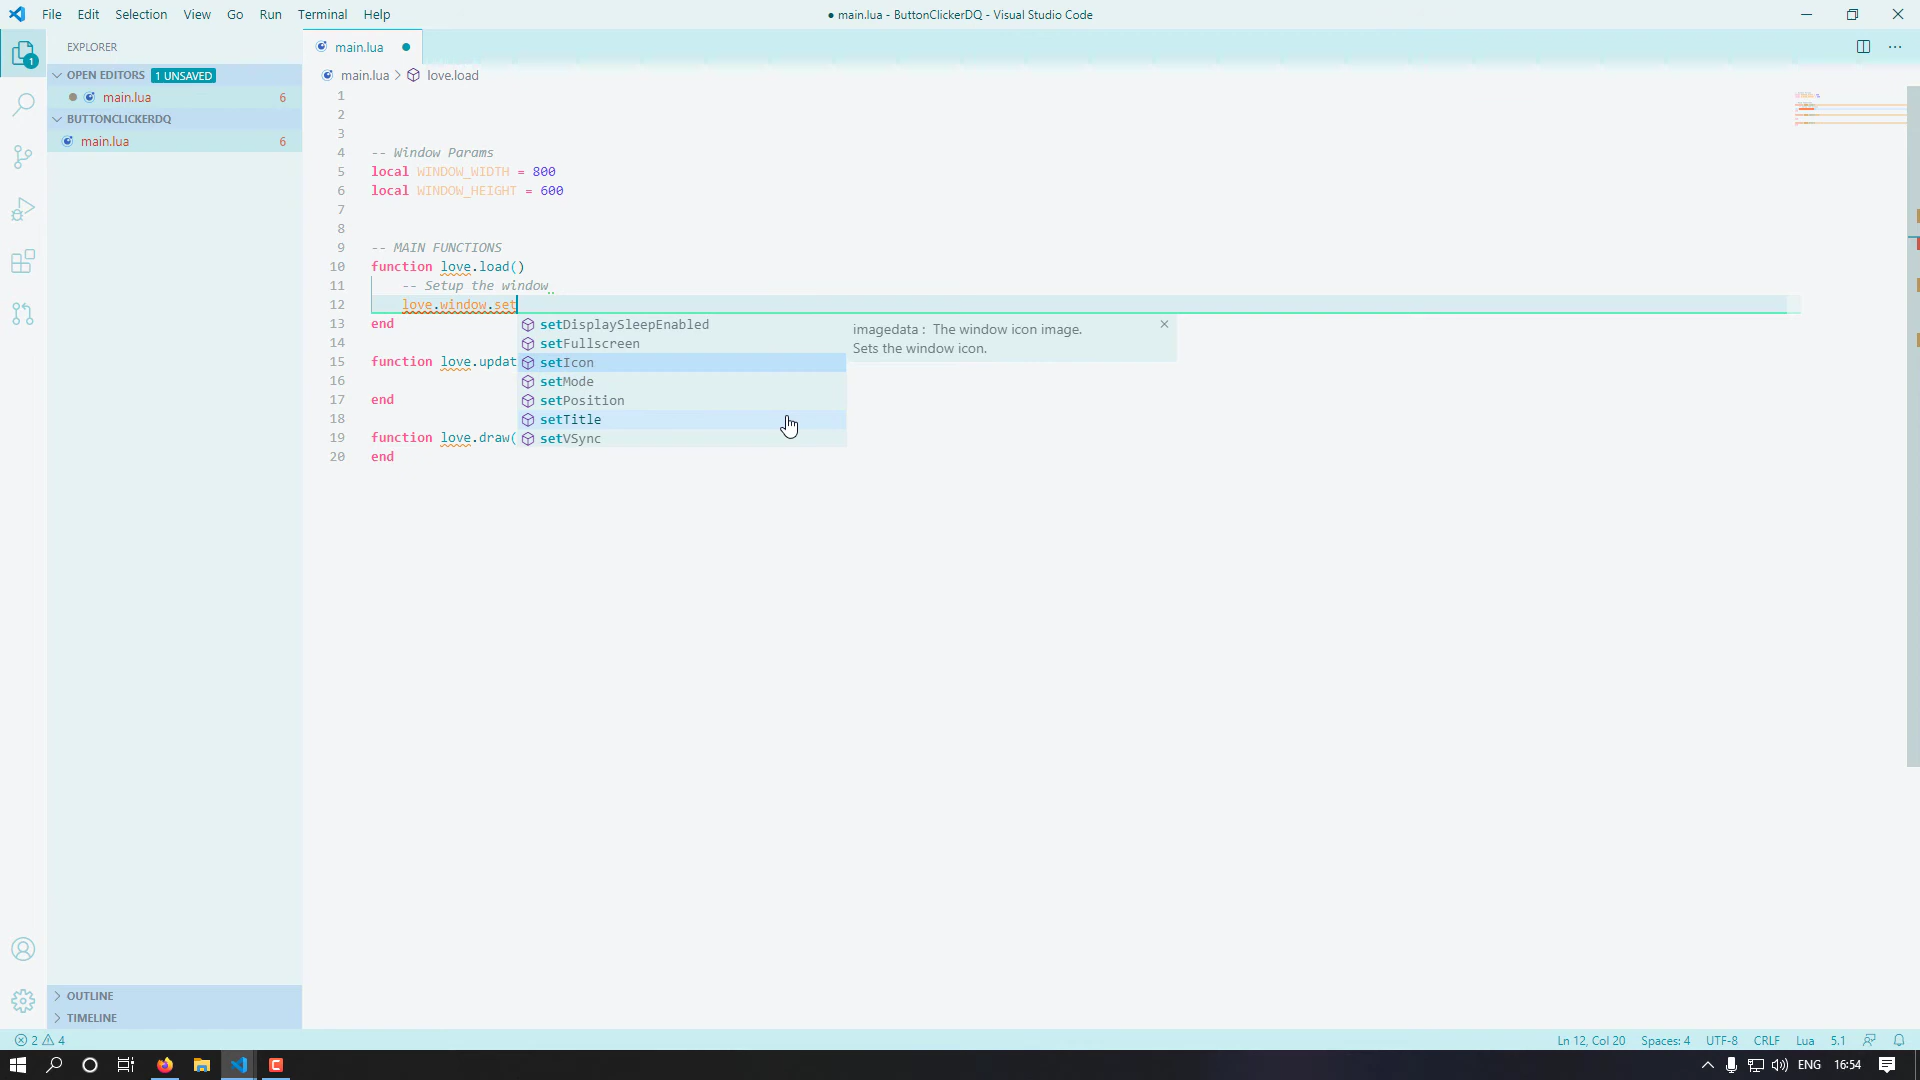 File Edit Selection View Go Run Terminal Help
● main.lua - ButtonClickerDQ - Visual Studio Code
EXPLORER
OPEN EDITORS 1 UNSAVED
main.lua 6
BUTTONCLICKERDQ
main.lua 6
OUTLINE
TIMELINE
1
main.lua
main.lua > love.load
1
2
3
4 -- Window Params
5 local WINDOW_WIDTH = 800
6 local WINDOW_HEIGHT = 600
7
8
9 -- MAIN FUNCTIONS
10 function love.load()
11 -- Setup the window
12 love.window.set
13 end
14
15 function love.updat
16
17 end
18
19 function love.draw(
20 end
setDisplaySleepEnabled
setFullscreen
setIcon
setMode
setPosition
setTitle
setVSync
imagedata : The window icon image.
Sets the window icon.
2 4
Ln 12, Col 20 Spaces: 4 UTF-8 CRLF Lua 5.1
ENG 16:54